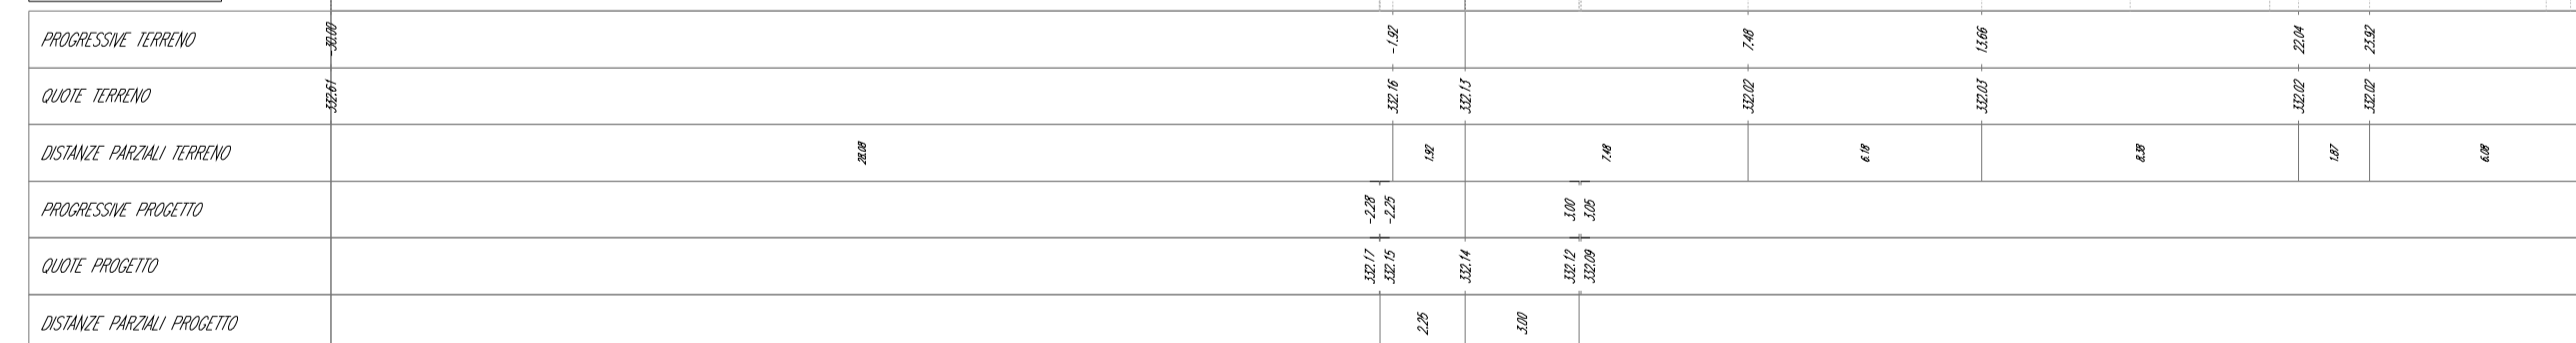 PROGRESSIVE TERRENO -30.00 -1.92 7.48 13.66 22.04 23.92
QUOTE TERRENO 332.61 332.16 332.13 332.02 332.03 332.02 332.02
DISTANZE PARZIALI TERRENO 28.08 1.92 7.48 6.18 8.38 1.87 6.08
PROGRESSIVE PROGETTO -2.28 -2.25 3.00 3.05
QUOTE PROGETTO 332.17 332.15 332.14 332.12 332.09
DISTANZE PARZIALI PROGETTO 2.25 3.00